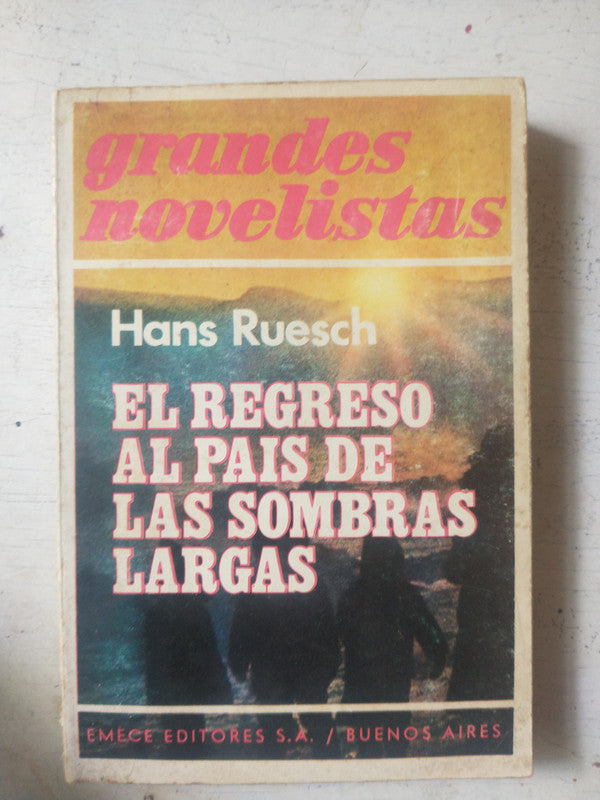 grandes
novelistas
Hans Ruesch
EL REGRESO
AL PAIS DE
LAS SOMBRAS
LARGAS
EMECE EDITORES S.A. / BUENOS AIRES